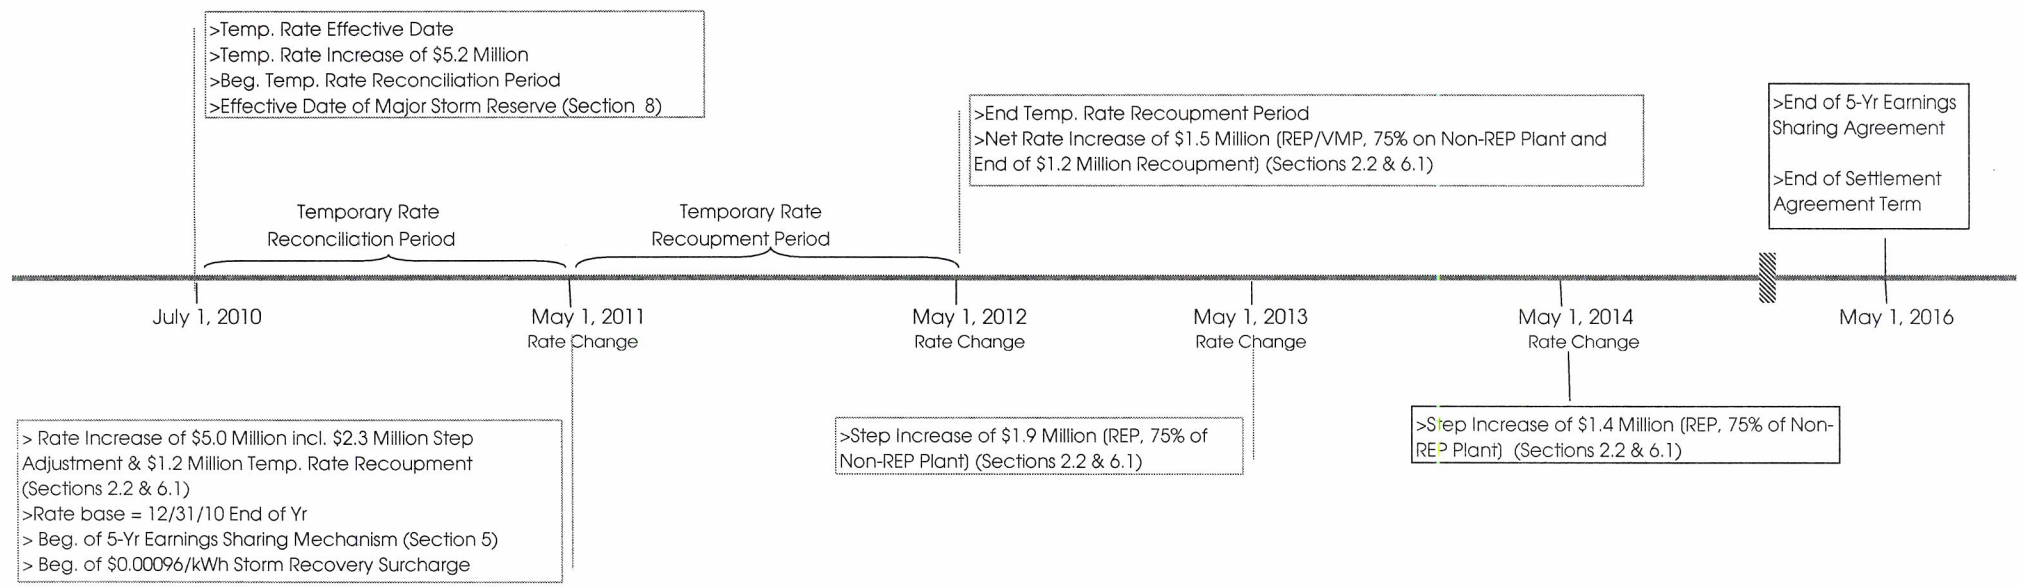 >Temp. Rate Effective Date
>Temp. Rate Increase of $5.2 Million
>Beg. Temp. Rate Reconciliation Period
>Effective Date of Major Storm Reserve (Section 8)
>End Temp. Rate Recoupment Period
>Net Rate Increase of $1.5 Million (REP/VMP, 75% on Non-REP Plant and
End of $1.2 Million Recoupment) (Sections 2.2 & 6.1)
>End of 5-Yr Earnings
Sharing Agreement
>End of Settlement
Agreement Term
Temporary Rate
Reconciliation Period
Temporary Rate
Recoupment Period
July 1, 2010
May 1, 2011
Rate Change
May 1, 2012
Rate Change
May 1, 2013
Rate Change
May 1, 2014
Rate Change
May 1, 2016
> Rate Increase of $5.0 Million incl. $2.3 Million Step
Adjustment & $1.2 Million Temp. Rate Recoupment
(Sections 2.2 & 6.1)
>Rate base = 12/31/10 End of Yr
> Beg. of 5-Yr Earnings Sharing Mechanism (Section 5)
> Beg. of $0.00096/kWh Storm Recovery Surcharge
>Step Increase of $1.9 Million (REP, 75% of
Non-REP Plant) (Sections 2.2 & 6.1)
>Step Increase of $1.4 Million (REP, 75% of Non-
REP Plant) (Sections 2.2 & 6.1)